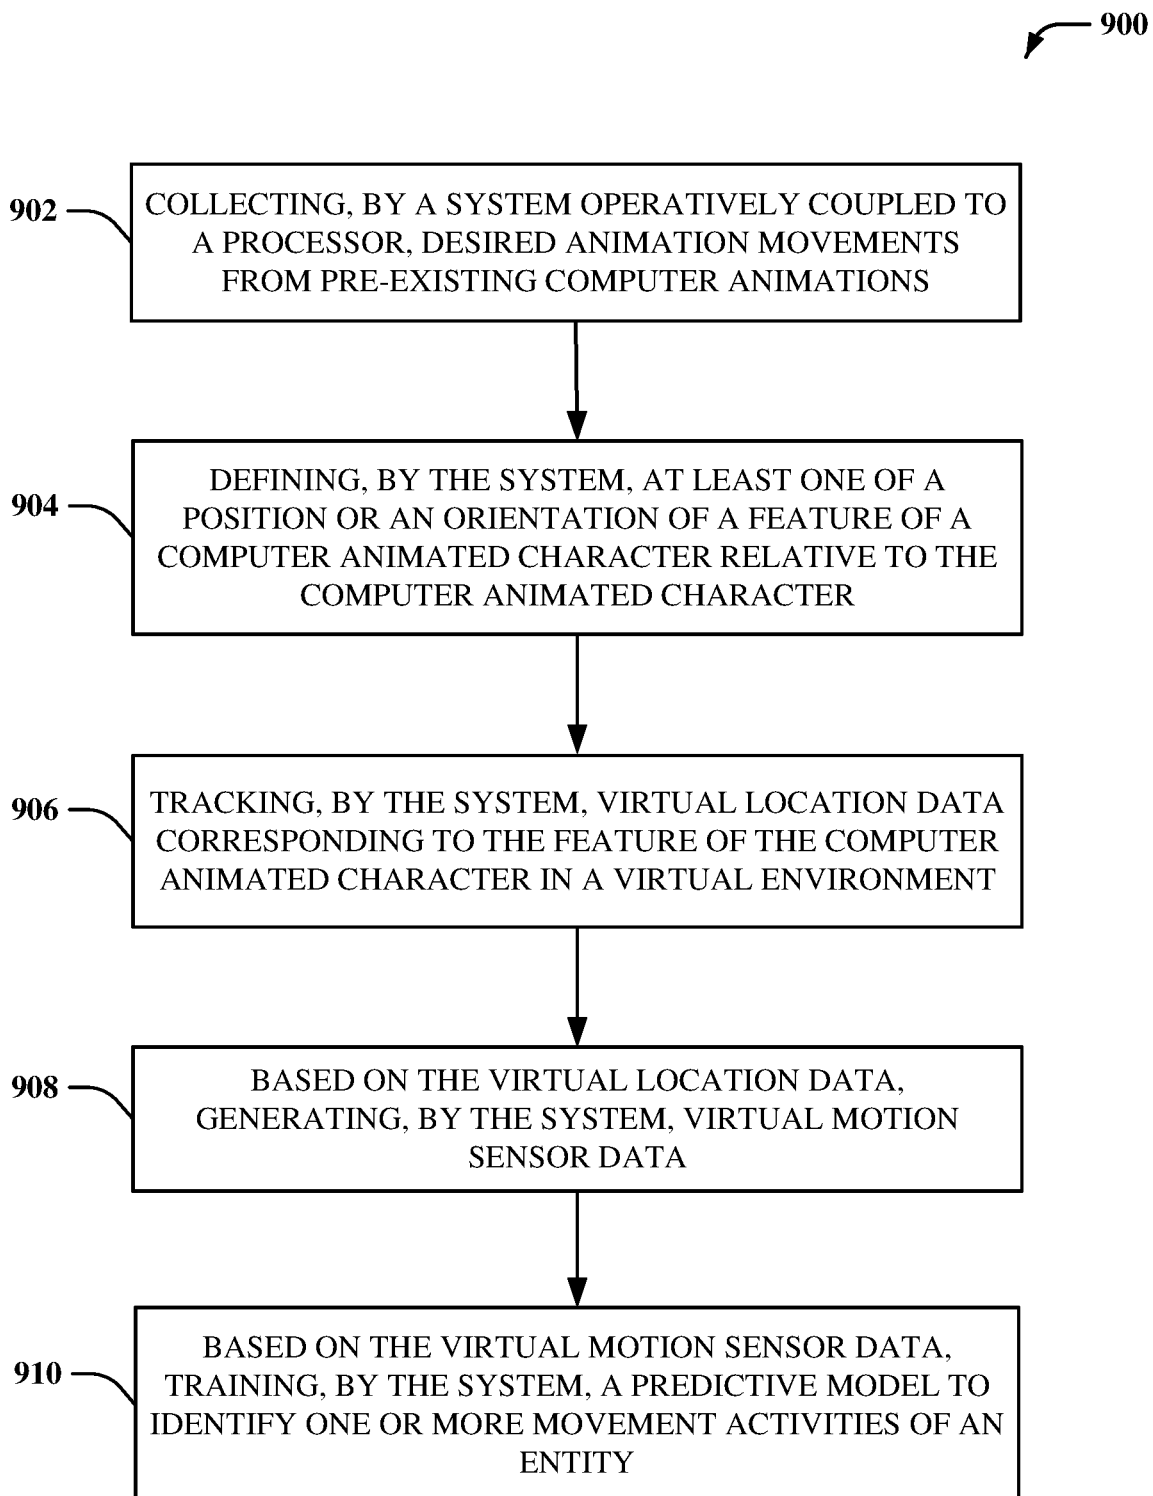 900
902
COLLECTING, BY A SYSTEM OPERATIVELY COUPLED TO
A PROCESSOR, DESIRED ANIMATION MOVEMENTS
FROM PRE-EXISTING COMPUTER ANIMATIONS
904
DEFINING, BY THE SYSTEM, AT LEAST ONE OF A
POSITION OR AN ORIENTATION OF A FEATURE OF A
COMPUTER ANIMATED CHARACTER RELATIVE TO THE
COMPUTER ANIMATED CHARACTER
906
TRACKING, BY THE SYSTEM, VIRTUAL LOCATION DATA
CORRESPONDING TO THE FEATURE OF THE COMPUTER
ANIMATED CHARACTER IN A VIRTUAL ENVIRONMENT
908
BASED ON THE VIRTUAL LOCATION DATA,
GENERATING, BY THE SYSTEM, VIRTUAL MOTION
SENSOR DATA
910
BASED ON THE VIRTUAL MOTION SENSOR DATA,
TRAINING, BY THE SYSTEM, A PREDICTIVE MODEL TO
IDENTIFY ONE OR MORE MOVEMENT ACTIVITIES OF AN
ENTITY